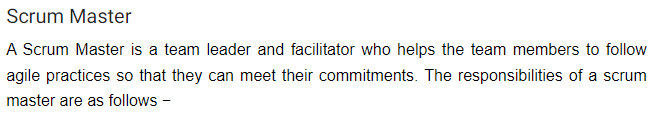 Scrum Master
A Scrum Master is a team leader and facilitator who helps the team members to follow
agile practices so that they can meet their commitments. The responsibilities of a scrum
master are as follows −